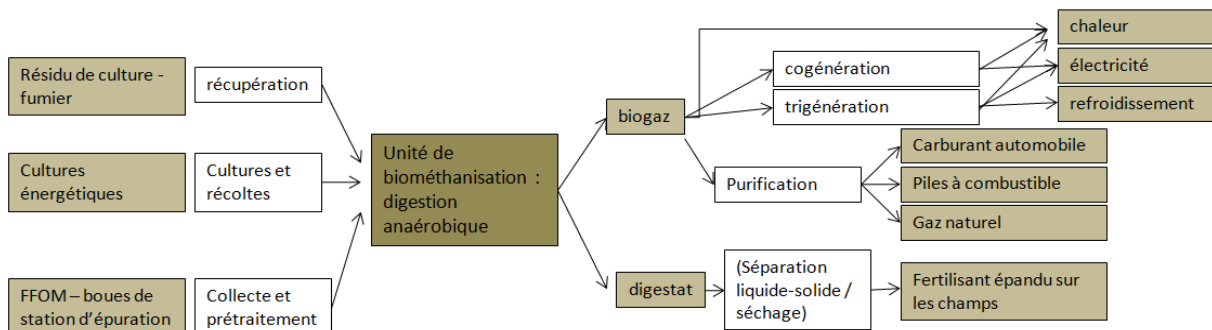 Résidu de culture -
fumier
récupération
Cultures
énergétiques
Cultures et
récoltes
FFOM – boues de
station d'épuration
Collecte et
prétraitement
Unité de
biométhanisation :
digestion
anaérobique
biogaz
cogénération
trigénération
chaleur
électricité
refroidissement
Purification
Carburant automobile
Piles à combustible
Gaz naturel
digestat
(Séparation
liquide-solide /
séchage)
Fertilisant épandu sur
les champs